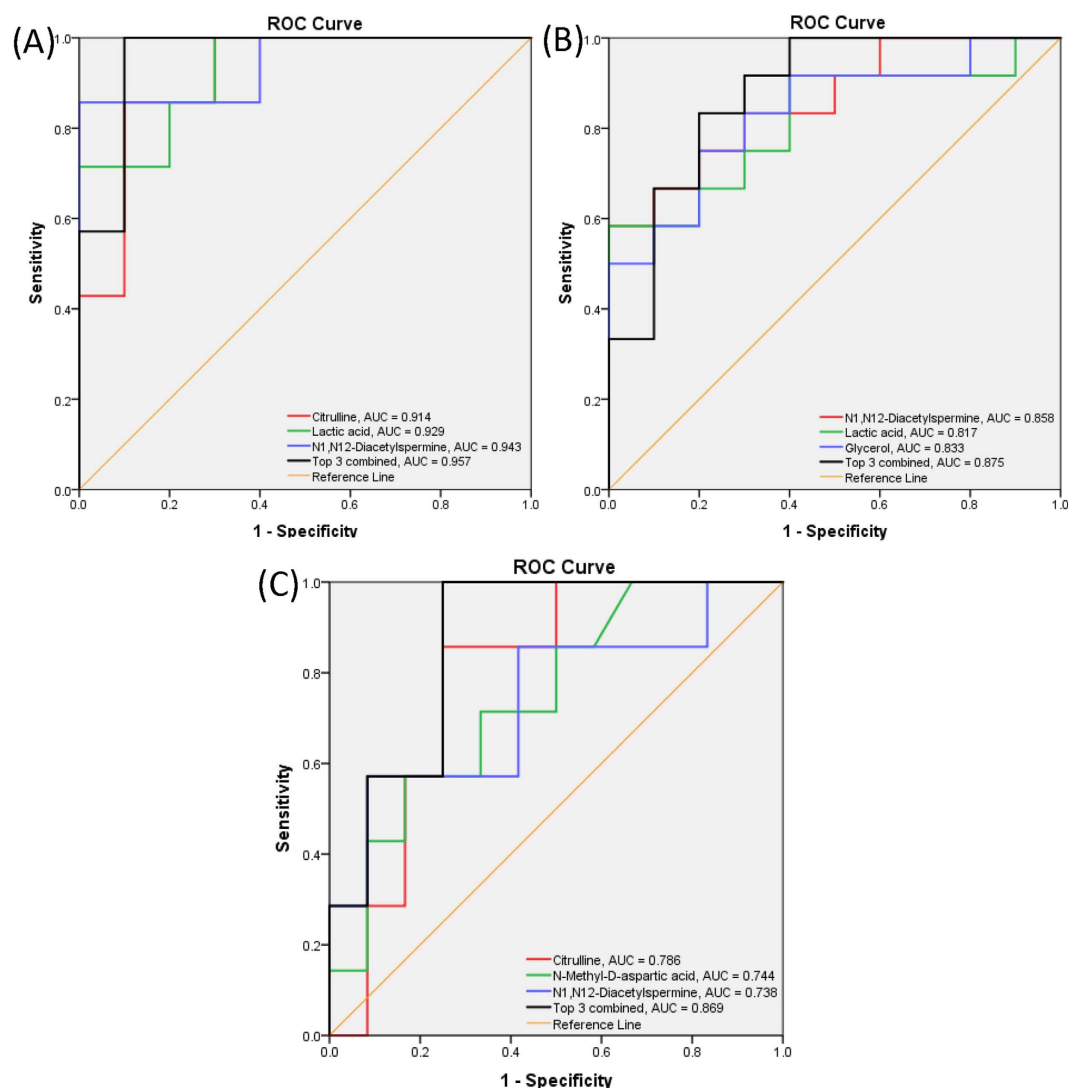 (A)
ROC Curve
1.0
0.8
0.6
0.4
0.2
0.0
Sensitivity
Citrulline, AUC = 0.914
Lactic acid, AUC = 0.929
N1,N12-Diacetylspermine, AUC = 0.943
Top 3 combined, AUC = 0.957
Reference Line
0.0 0.2 0.4 0.6 0.8 1.0
1 - Specificity
(B)
ROC Curve
1.0
0.8
0.6
0.4
0.2
0.0
Sensitivity
N1,N12-Diacetylspermine, AUC = 0.858
Lactic acid, AUC = 0.817
Glycerol, AUC = 0.833
Top 3 combined, AUC = 0.875
Reference Line
0.0 0.2 0.4 0.6 0.8 1.0
1 - Specificity
(C)
ROC Curve
1.0
0.8
0.6
0.4
0.2
0.0
Sensitivity
Citrulline, AUC = 0.786
N-Methyl-D-aspartic acid, AUC = 0.744
N1,N12-Diacetylspermine, AUC = 0.738
Top 3 combined, AUC = 0.869
Reference Line
0.0 0.2 0.4 0.6 0.8 1.0
1 - Specificity